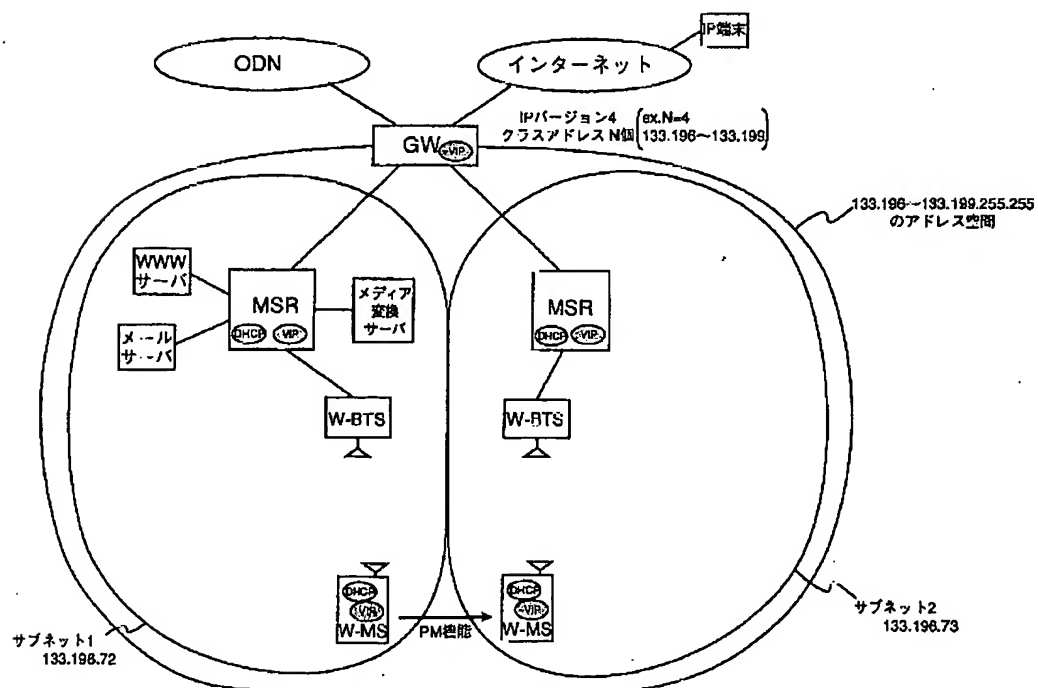 IP端末
ODN
インターネット
IPバージョン4
クラスアドレス N個
ex.N=4
133.196～133.199
GW
VIP
133.196～133.199.255.255
のアドレス空間
WWW
サーバ
MSR
DHCP
VIP
メディア
変換
サーバ
メール
サーバ
MSR
DHCP
VIP
W-BTS
W-BTS
DHCP
VIP
W-MS
PM機能
DHCP
VIP
W-MS
サブネット1
133.196.72
サブネット2
133.196.73